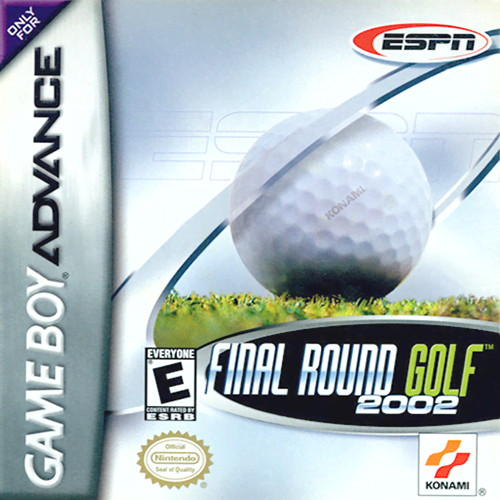 ONLY
FOR
GAME BOY ADVANCE
ESPN
KONAMI
FINAL ROUND GOLF™
2002
EVERYONE
E
CONTENT RATED BY
ESRB
Official
Nintendo
Seal of Quality
KONAMI
®